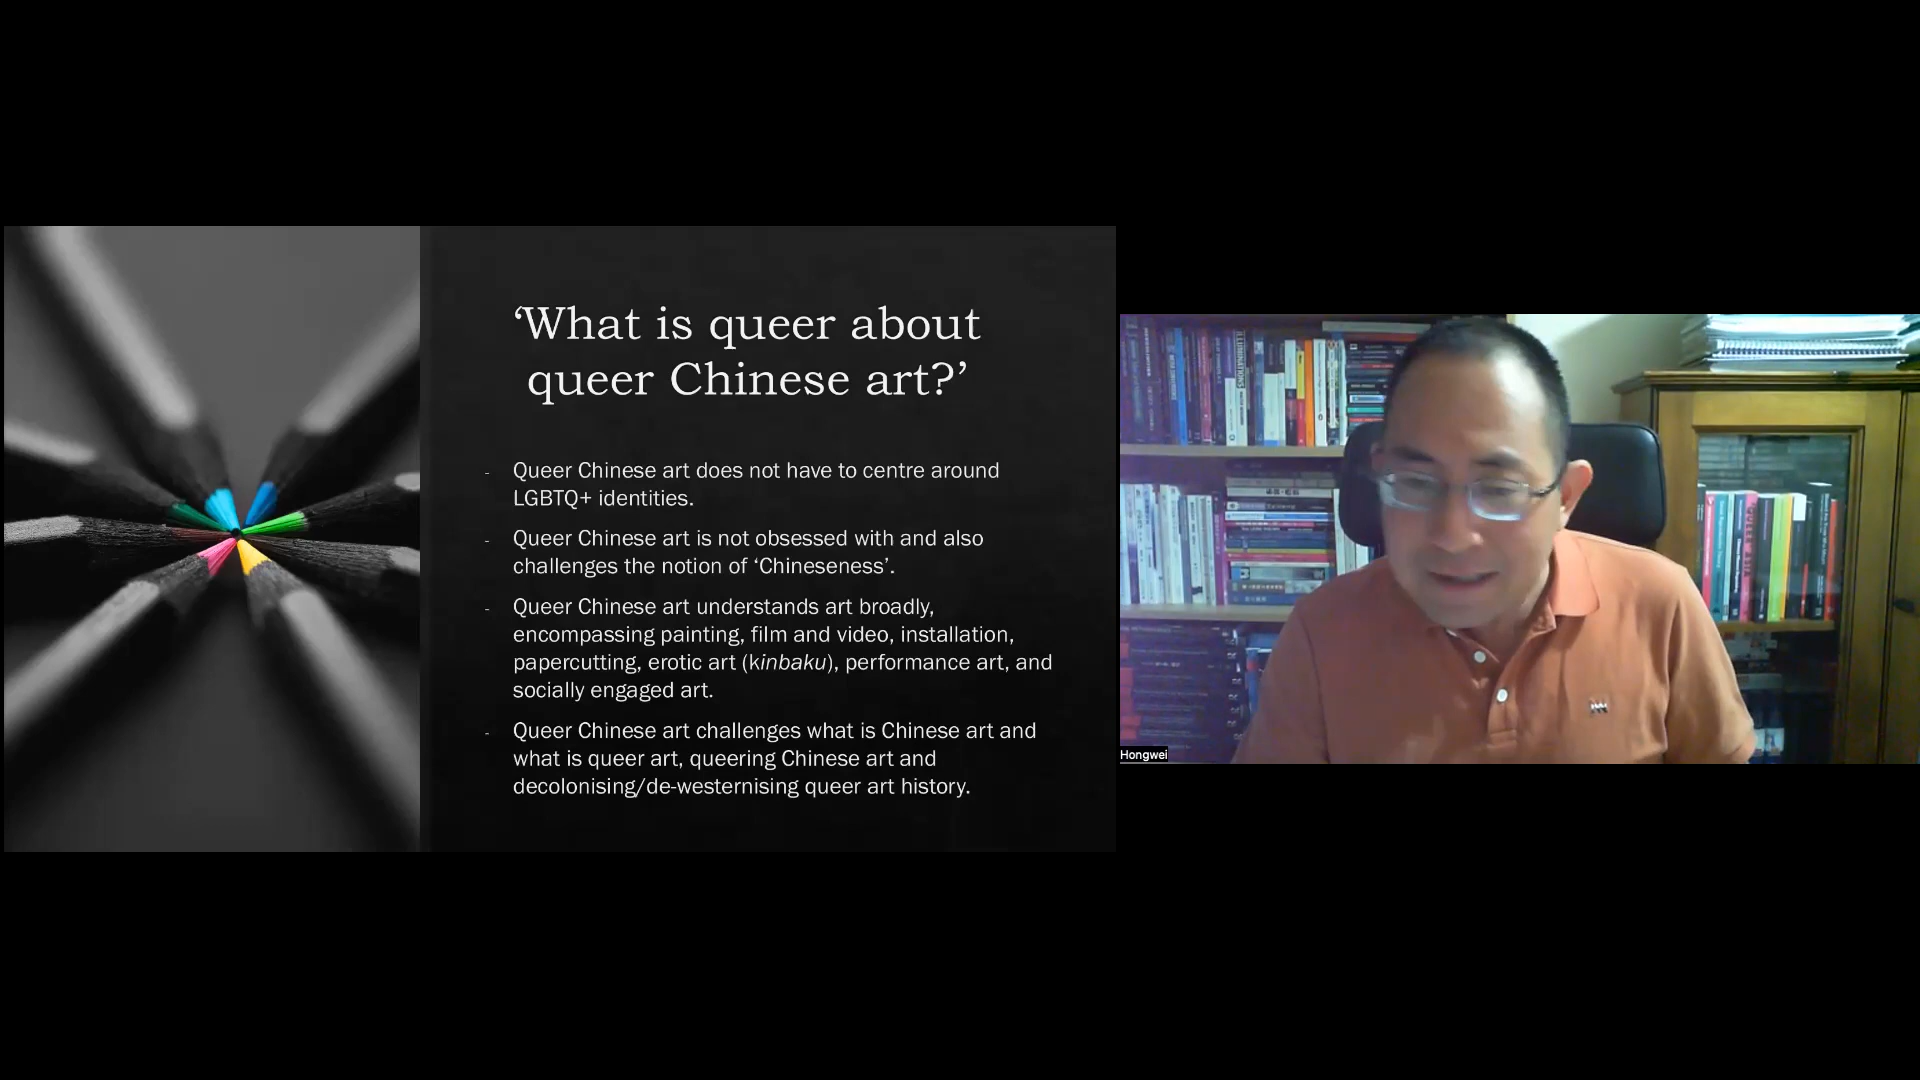 ‘What is queer about
queer Chinese art?’
- Queer Chinese art does not have to centre around
LGBTQ+ identities.
- Queer Chinese art is not obsessed with and also
challenges the notion of ‘Chineseness’.
- Queer Chinese art understands art broadly,
encompassing painting, film and video, installation,
papercutting, erotic art (kinbaku), performance art, and
socially engaged art.
- Queer Chinese art challenges what is Chinese art and
what is queer art, queering Chinese art and
decolonising/de-westernising queer art history.
ILLUMINATIONS
Hongwei